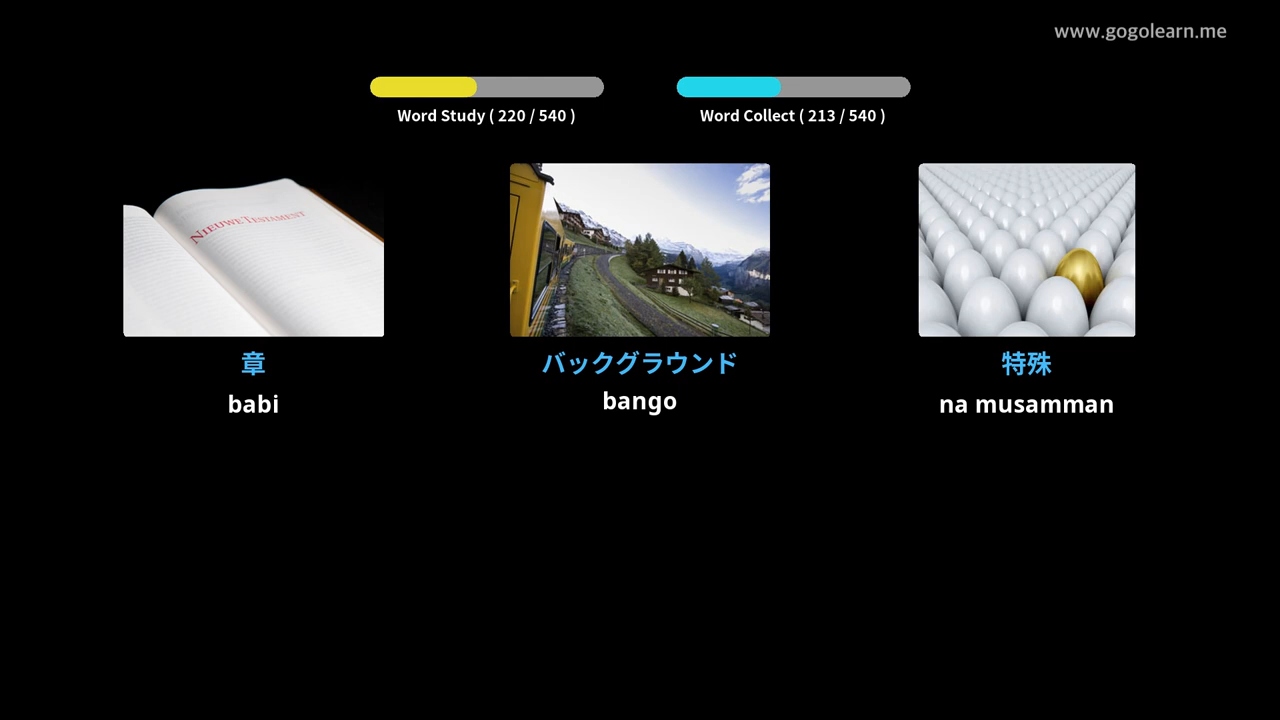 www.gogolearn.me
Word Study ( 220 / 540 )
Word Collect ( 213 / 540 )
NIEUWE TESTAMENT
章
バックグラウンド
特殊
babi
bango
na musamman